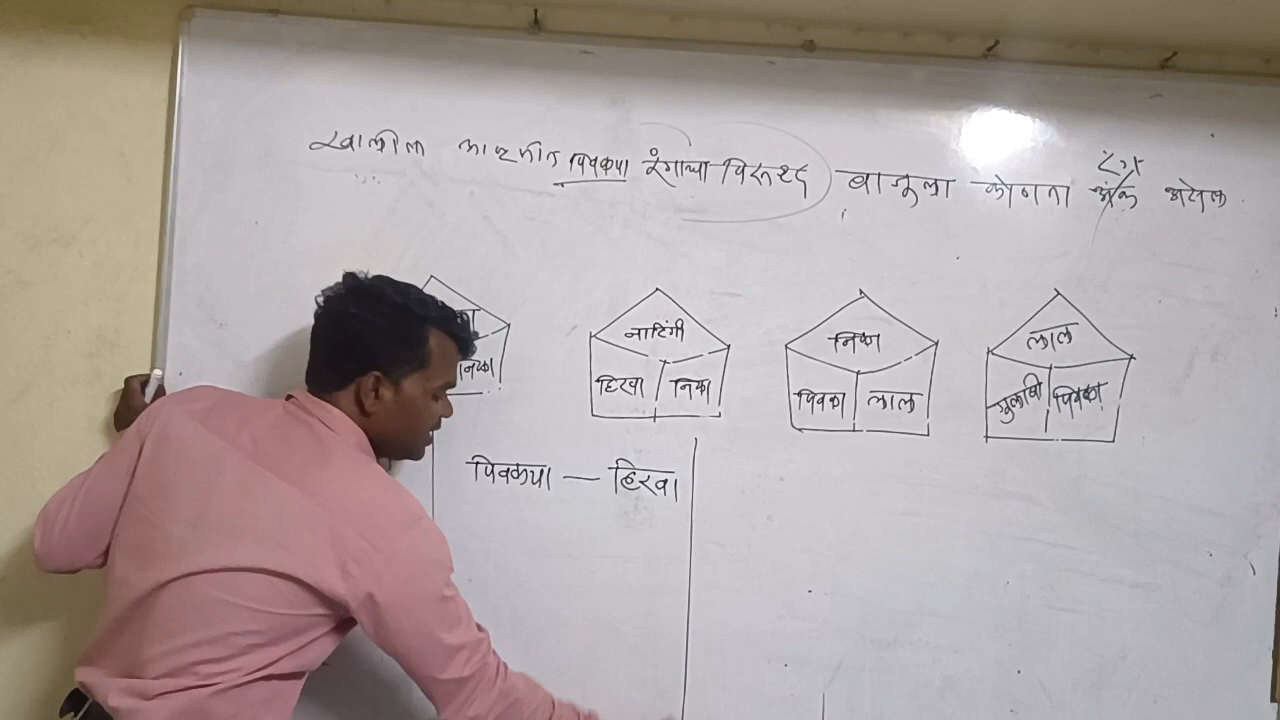 खालील आकृतीत पिवळ्या रंगाच्या विरुध्द बाजूला कोणता रंग असेल
नारिंगी
हिरवा निळा
निळा
पिवळा लाल
लाल
गुलाबी पिवळा
निळा
पिवळ्या — हिरवा